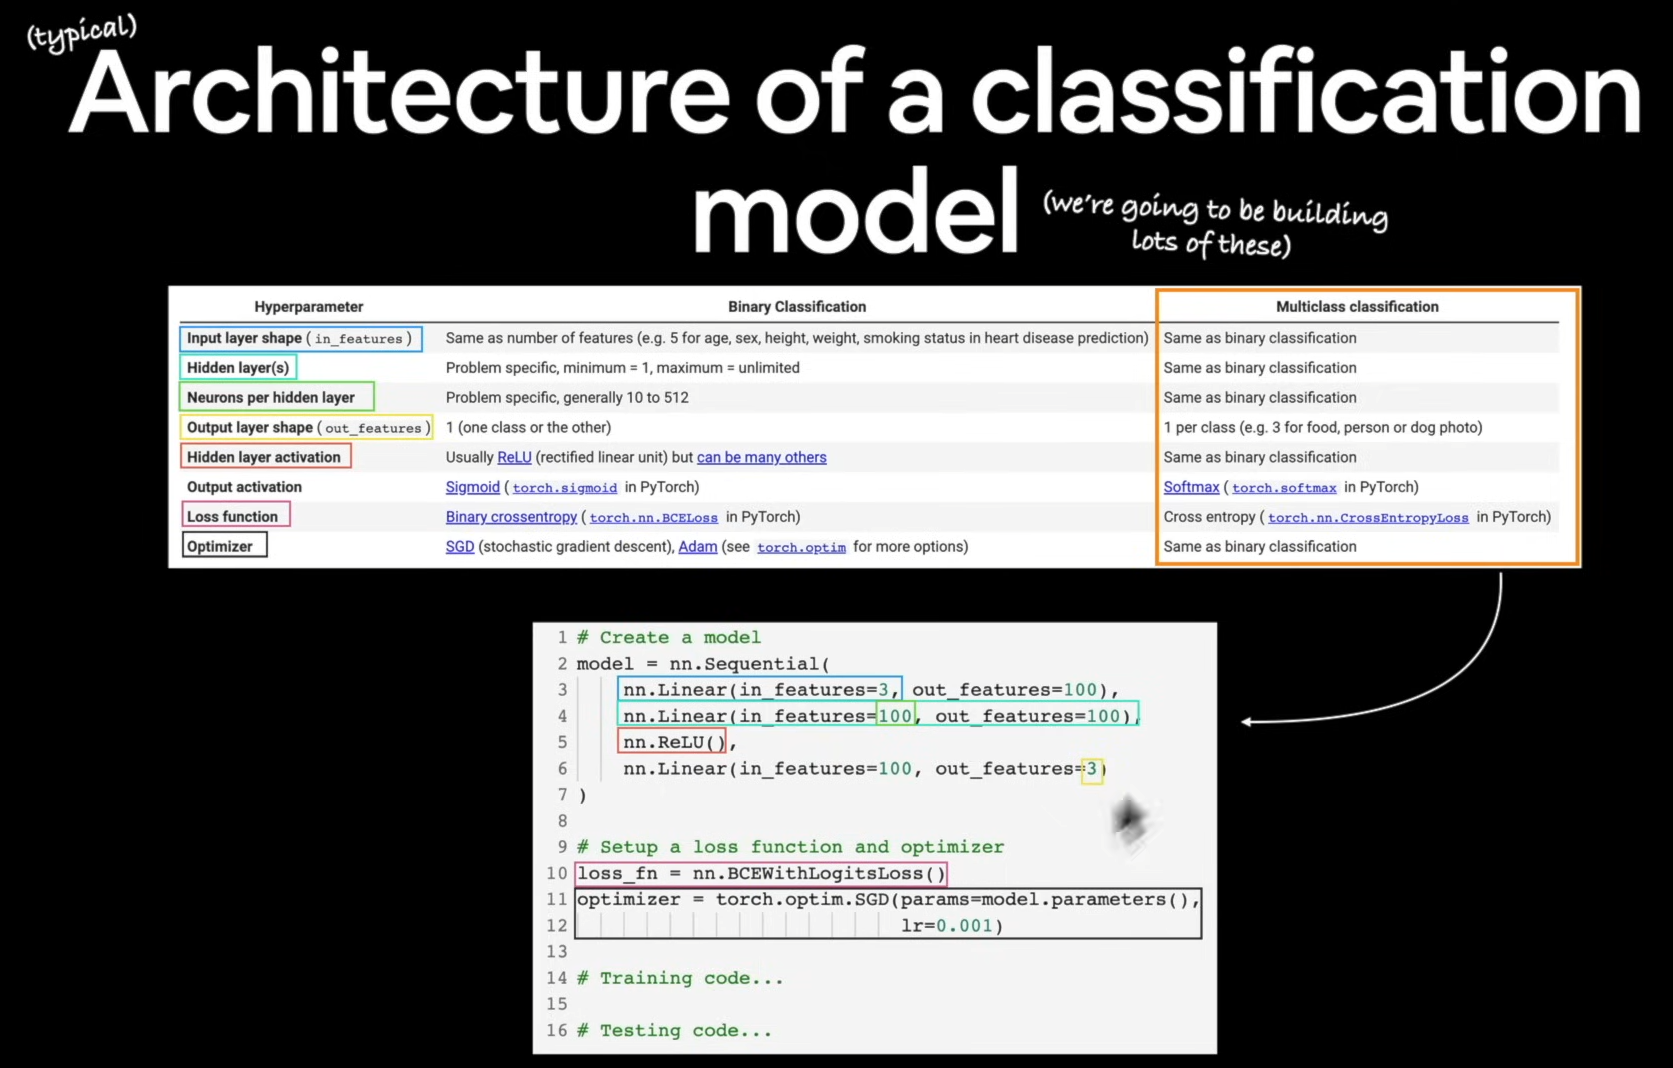 (typical)
Architecture of a classification
model (we're going to be building
lots of these)
Hyperparameter Binary Classification Multiclass classification
Input layer shape (in_features) Same as number of features (e.g. 5 for age, sex, height, weight, smoking status in heart disease prediction) Same as binary classification
Hidden layer(s) Problem specific, minimum = 1, maximum = unlimited Same as binary classification
Neurons per hidden layer Problem specific, generally 10 to 512 Same as binary classification
Output layer shape (out_features) 1 (one class or the other) 1 per class (e.g. 3 for food, person or dog photo)
Hidden layer activation Usually ReLU (rectified linear unit) but can be many others Same as binary classification
Output activation Sigmoid (torch.sigmoid in PyTorch) Softmax (torch.softmax in PyTorch)
Loss function Binary crossentropy (torch.nn.BCELoss in PyTorch) Cross entropy (torch.nn.CrossEntropyLoss in PyTorch)
Optimizer SGD (stochastic gradient descent), Adam (see torch.optim for more options) Same as binary classification
1 # Create a model
2 model = nn.Sequential(
3 nn.Linear(in_features=3, out_features=100),
4 nn.Linear(in_features=100, out_features=100),
5 nn.ReLU(),
6 nn.Linear(in_features=100, out_features=3)
7 )
8
9 # Setup a loss function and optimizer
10 loss_fn = nn.BCEWithLogitsLoss()
11 optimizer = torch.optim.SGD(params=model.parameters(),
12 lr=0.001)
13
14 # Training code...
15
16 # Testing code...